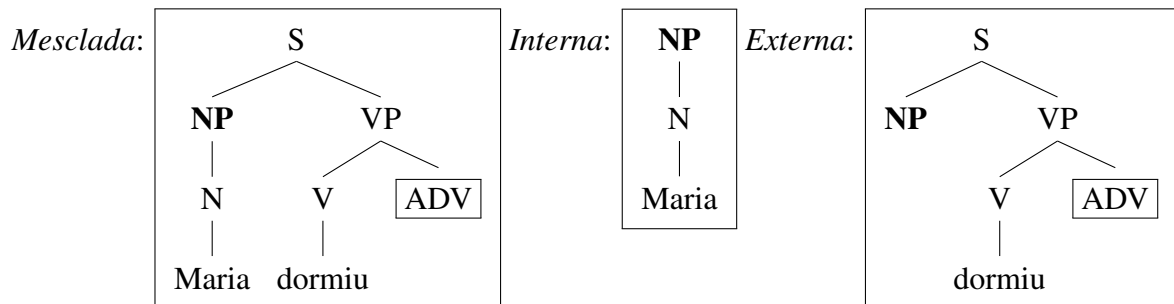 Mesclada: S Interna: NP Externa: S
NP VP N NP VP
N V ADV Maria V ADV
Maria dormiu dormiu